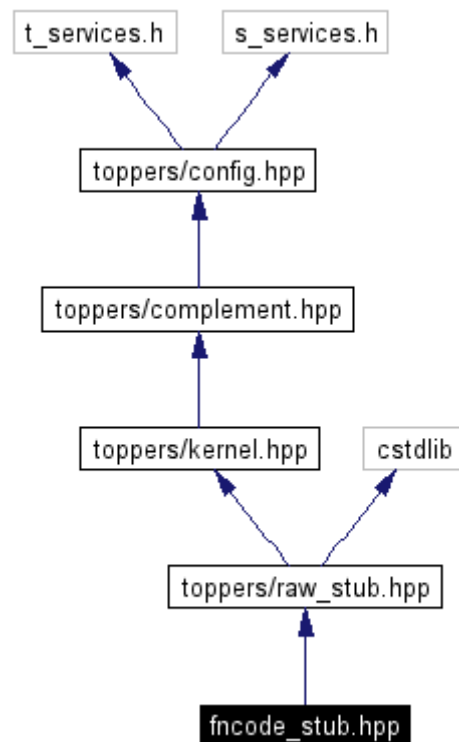 t_services.h
s_services.h
toppers/config.hpp
toppers/complement.hpp
toppers/kernel.hpp
cstdlib
toppers/raw_stub.hpp
fncode_stub.hpp